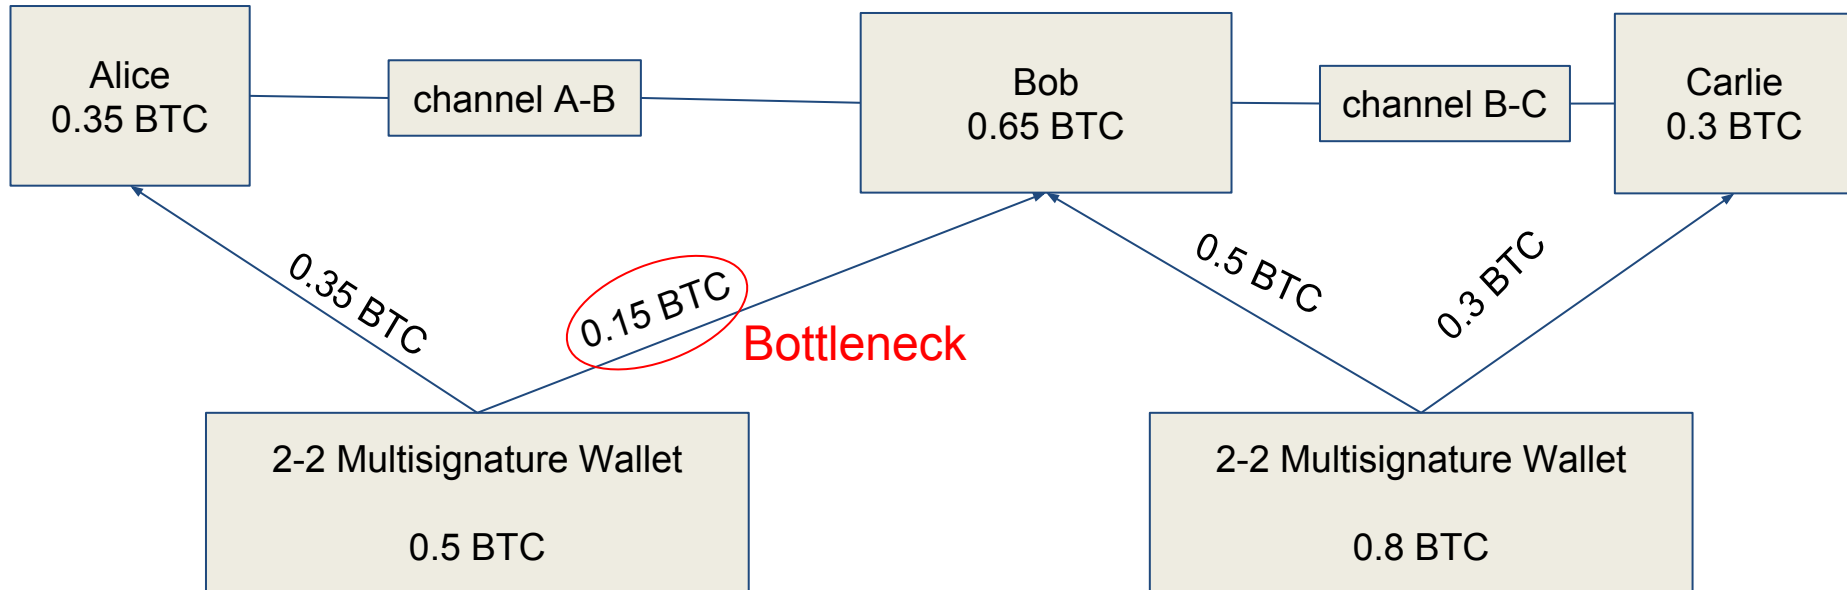 Alice
0.35 BTC
channel A-B
Bob
0.65 BTC
channel B-C
Carlie
0.3 BTC
0.35 BTC
0.15 BTC
Bottleneck
0.5 BTC
0.3 BTC
2-2 Multisignature Wallet
0.5 BTC
2-2 Multisignature Wallet
0.8 BTC